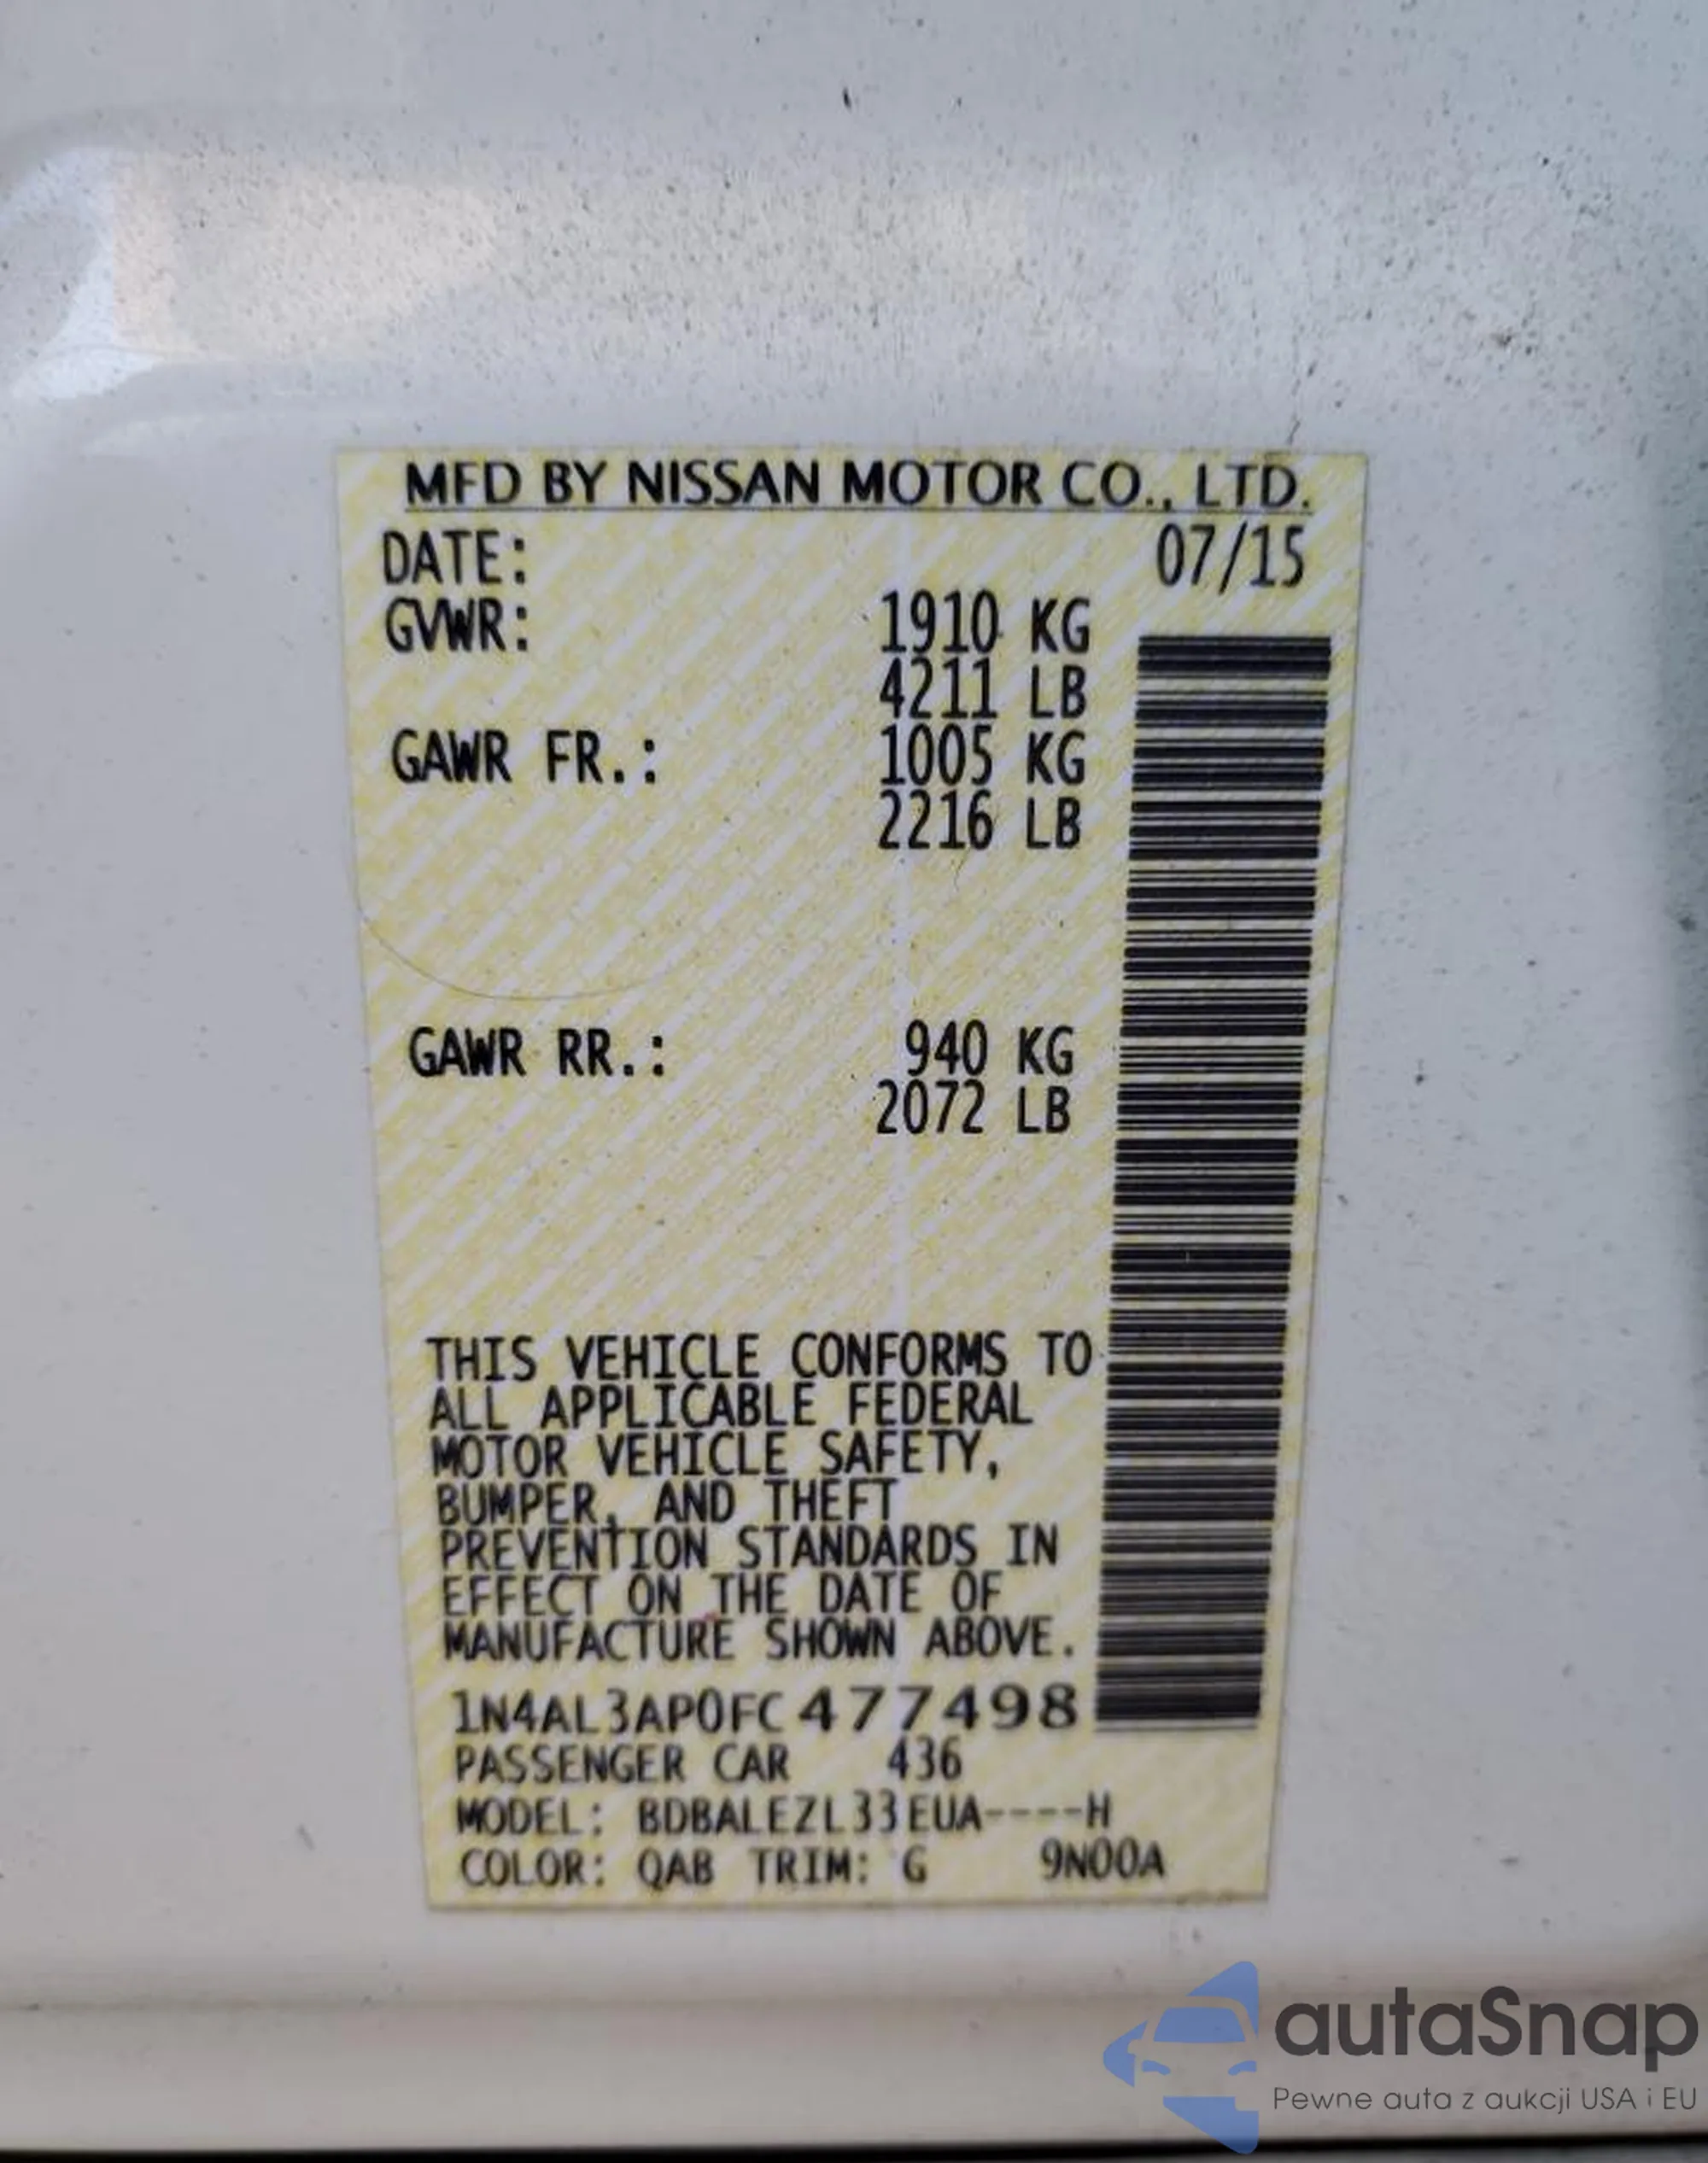 MFD BY NISSAN MOTOR CO., LTD.
DATE: 07/15
GVWR: 1910 KG
4211 LB
GAWR FR.: 1005 KG
2216 LB
GAWR RR.: 940 KG
2072 LB
THIS VEHICLE CONFORMS TO
ALL APPLICABLE FEDERAL
MOTOR VEHICLE SAFETY,
BUMPER, AND THEFT
PREVENTION STANDARDS IN
EFFECT ON THE DATE OF
MANUFACTURE SHOWN ABOVE.
1N4AL3AP0FC477498
PASSENGER CAR 436
MODEL: BDBALEZL33EUA----H
COLOR: QAB TRIM: G 9N00A
autaSnap
Pewne auta z aukcji USA i EU